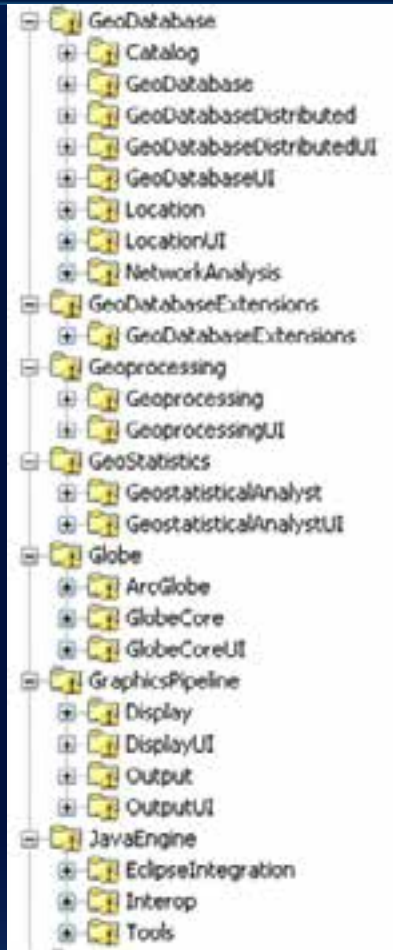 GeoDatabase
Catalog
GeoDatabase
GeoDatabaseDistributed
GeoDatabaseDistributedUI
GeoDatabaseUI
Location
LocationUI
NetworkAnalysis
GeoDatabaseExtensions
GeoDatabaseExtensions
Geoprocessing
Geoprocessing
GeoprocessingUI
GeoStatistics
GeostatisticalAnalyst
GeostatisticalAnalystUI
Globe
ArcGlobe
GlobeCore
GlobeCoreUI
GraphicsPipeline
Display
DisplayUI
Output
OutputUI
JavaEngine
EclipseIntegration
Interop
Tools